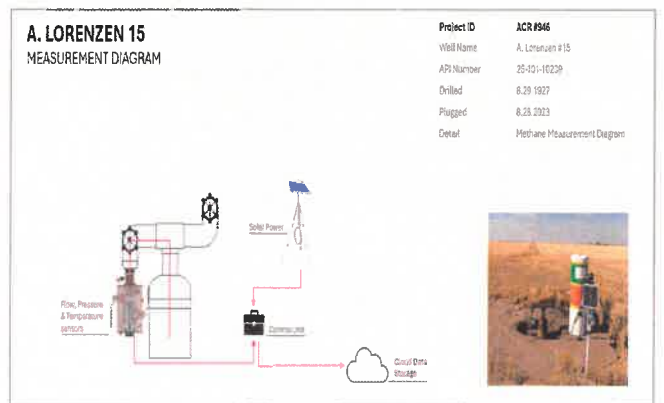 A. LORENZEN 15
MEASUREMENT DIAGRAM
Project ID ACR #946
Well Name A. Lorenzen #15
API Number
Drilled 8.29.1927
Plugged 8.28.2023
Detail Methane Measurement Diagram
Solar Power
Flow, Pressure
& Temperature
sensors
Cloud Data
Storage